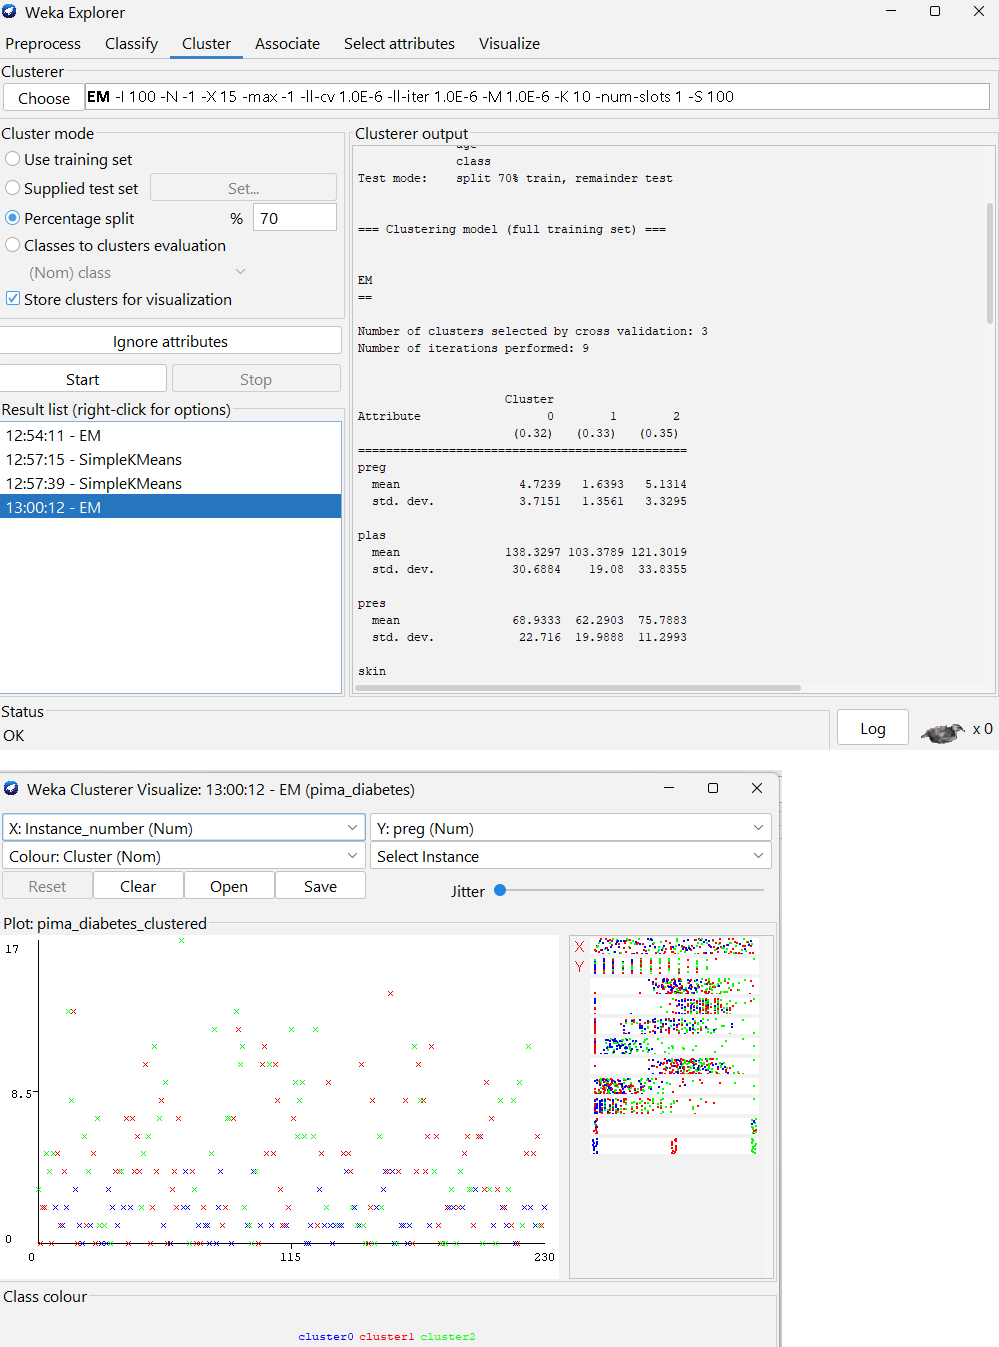 Weka Explorer
Preprocess Classify Cluster Associate Select attributes Visualize
Clusterer
Choose EM -I 100 -N -1 -X 15 -max -1 -ll-cv 1.0E-6 -ll-iter 1.0E-6 -M 1.0E-6 -K 10 -num-slots 1 -S 100
Cluster mode
Use training set
Supplied test set Set...
Percentage split % 70
Classes to clusters evaluation
(Nom) class
Store clusters for visualization
Ignore attributes
Start Stop
Result list (right-click for options)
12:54:11 - EM
12:57:15 - SimpleKMeans
12:57:39 - SimpleKMeans
13:00:12 - EM
Clusterer output
age
class
Test mode: split 70% train, remainder test
=== Clustering model (full training set) ===
EM
==
Number of clusters selected by cross validation: 3
Number of iterations performed: 9
Cluster
Attribute 0 1 2
(0.32) (0.33) (0.35)
===============================================
preg
mean 4.7239 1.6393 5.1314
std. dev. 3.7151 1.3561 3.3295
plas
mean 138.3297 103.3789 121.3019
std. dev. 30.6884 19.08 33.8355
pres
mean 68.9333 62.2903 75.7883
std. dev. 22.716 19.9888 11.2993
skin
Status
OK
Log
x 0
Weka Clusterer Visualize: 13:00:12 - EM (pima_diabetes)
X: Instance_number (Num) Y: preg (Num)
Colour: Cluster (Nom) Select Instance
Reset Clear Open Save Jitter
Plot: pima_diabetes_clustered
17
8.5
0
0 115 230
X
Y
Class colour
cluster0 cluster1 cluster2